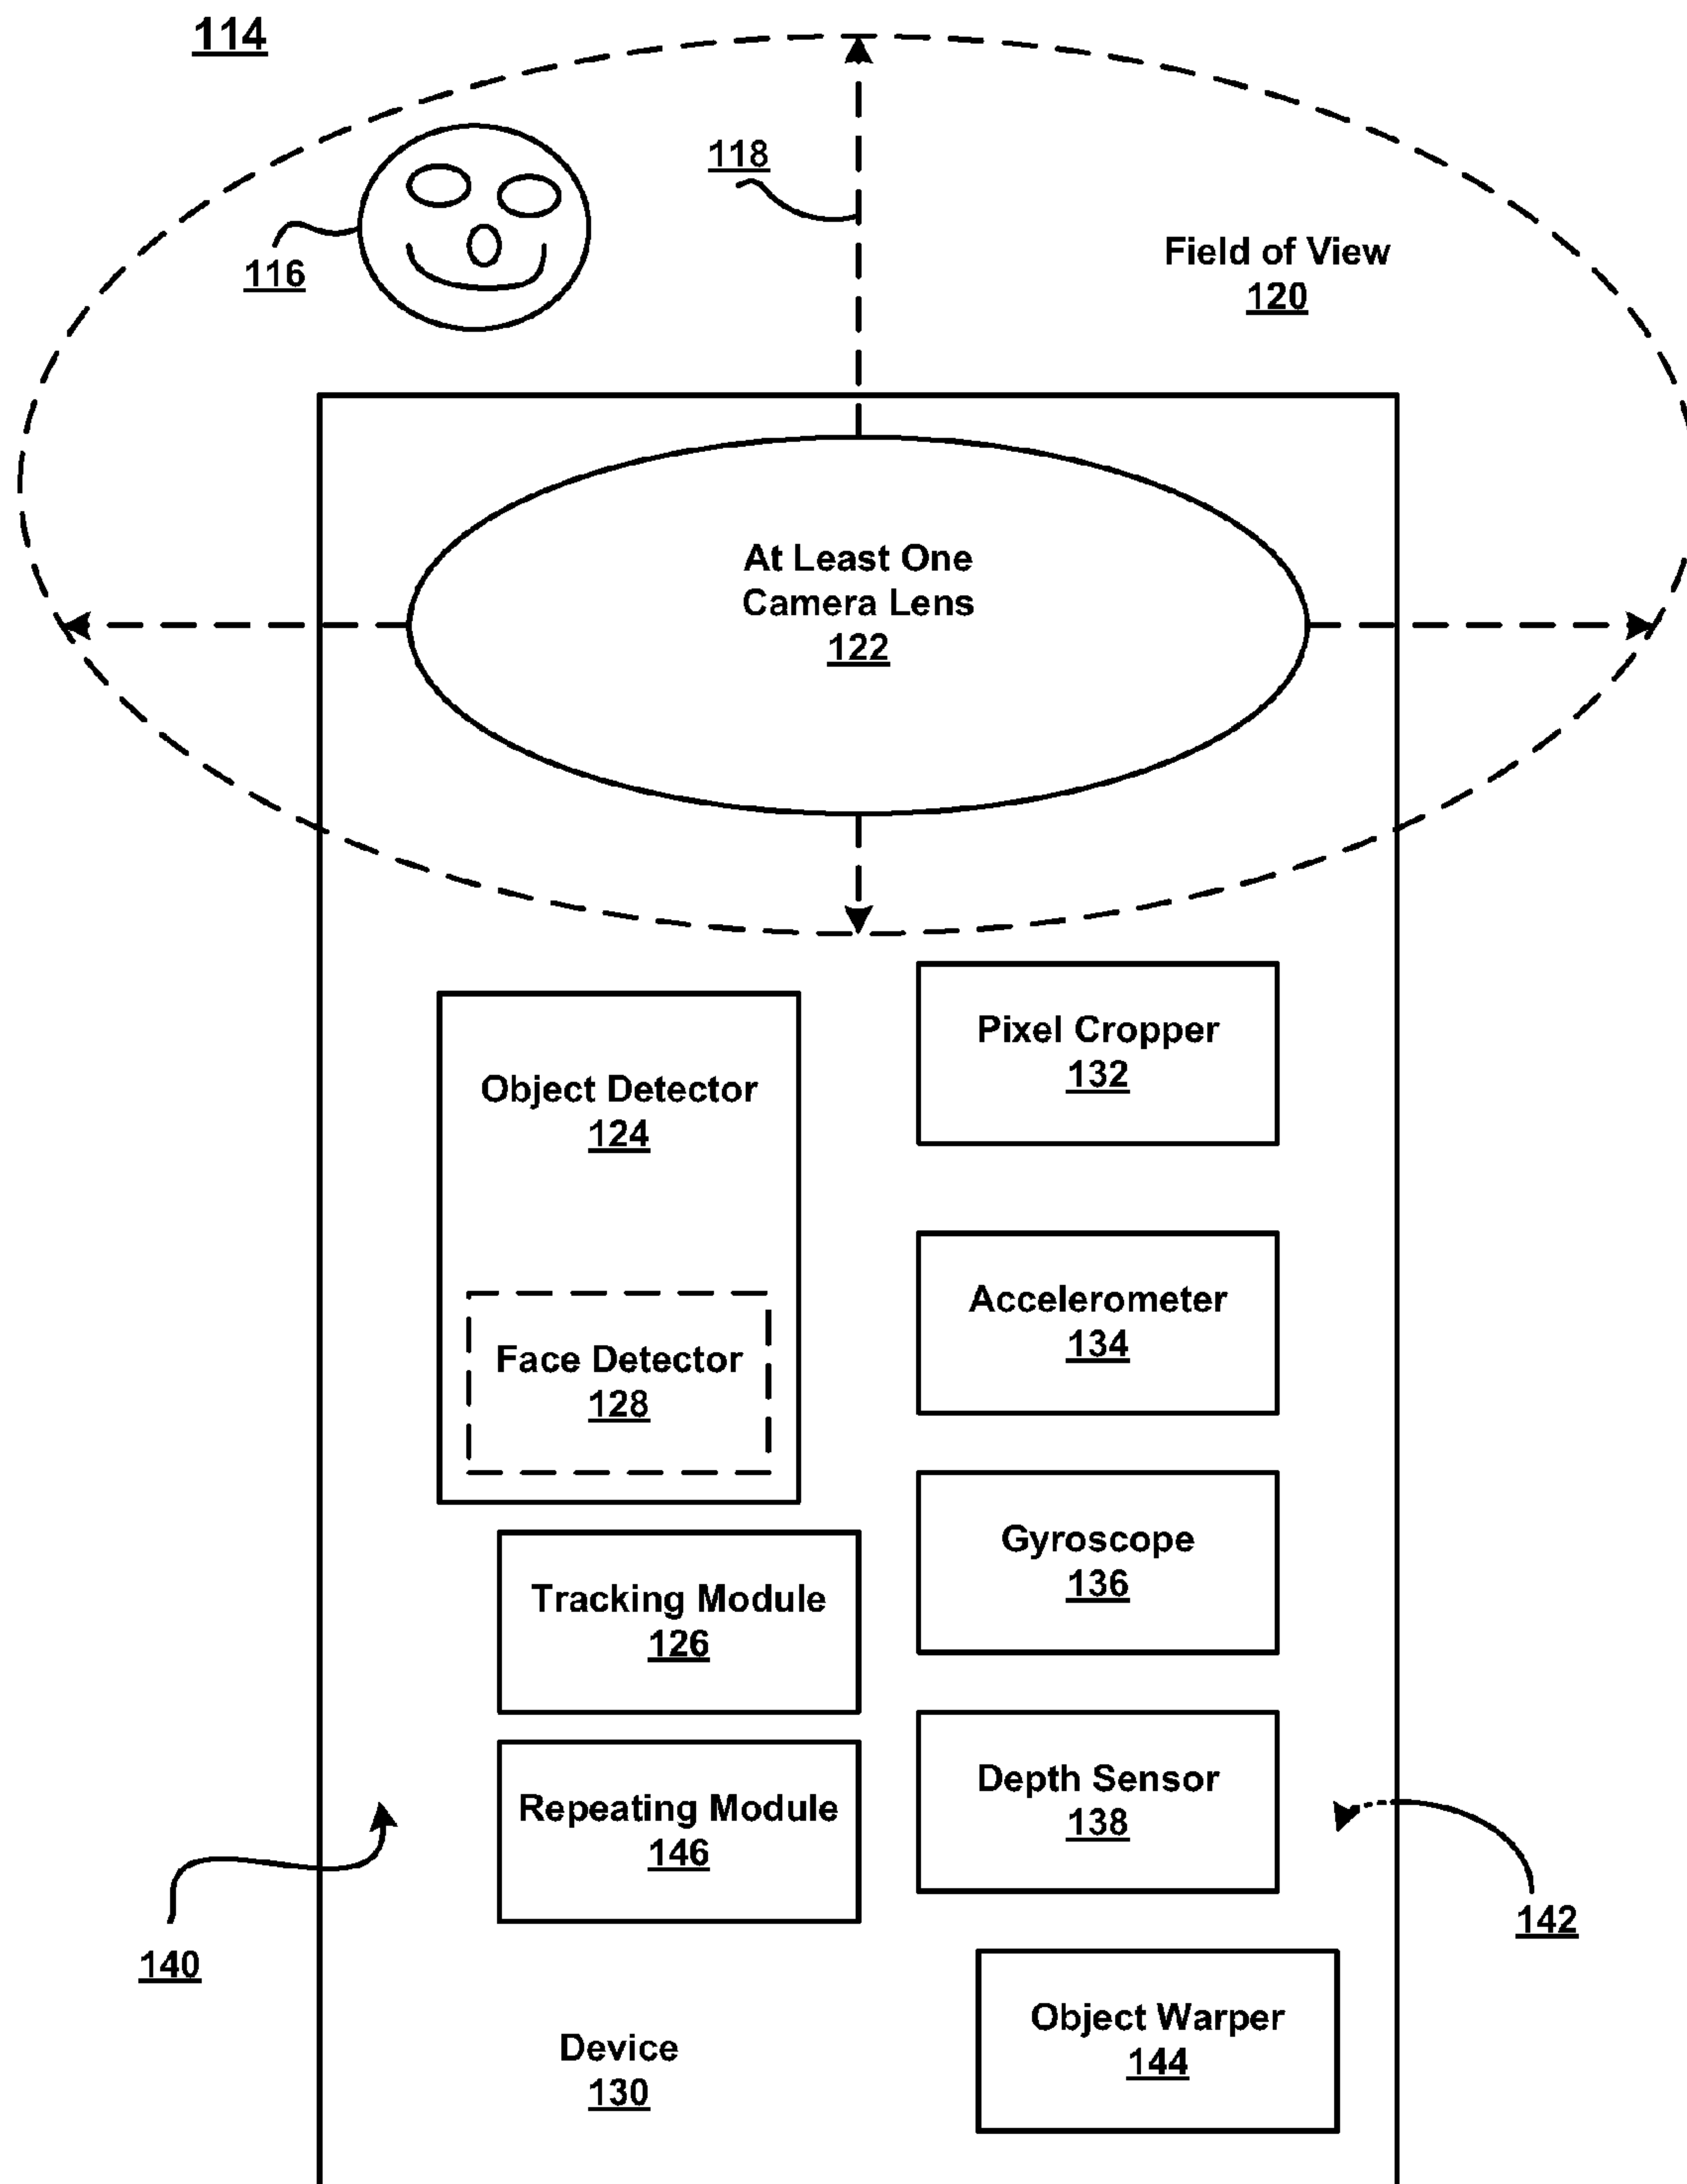 114
118
116
Field of View
120
At Least One
Camera Lens
122
Pixel Cropper
132
Object Detector
124
Accelerometer
134
Face Detector
128
Gyroscope
136
Tracking Module
126
Depth Sensor
138
Repeating Module
146
142
140
Object Warper
144
Device
130